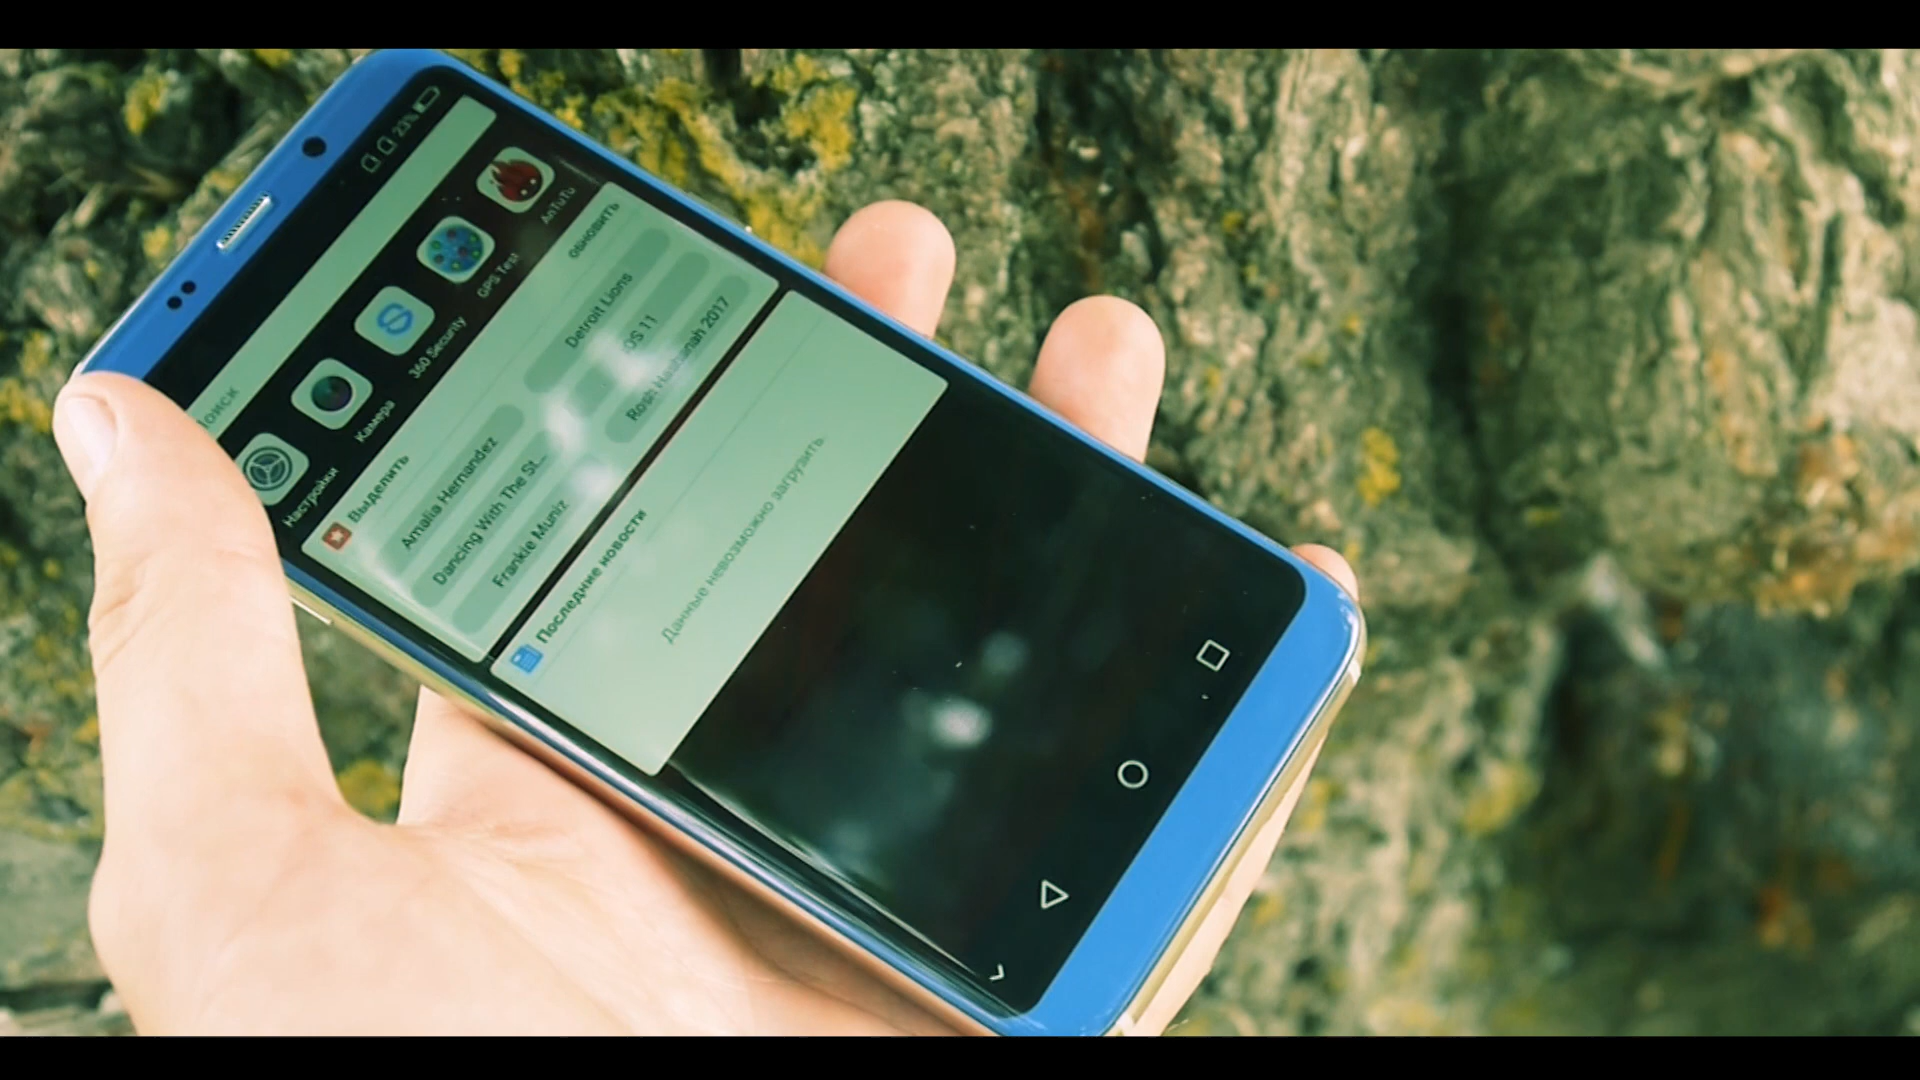 23%
Поиск
Настройки
Камера
360 Security
GPS Test
AnTuTu
Выделить
обновить
Amalia Hernandez
Detroit Lions
Dancing With The St...
OS 11
Frankie Muniz
Rosh Hashanah 2017
Последние новости
Данные невозможно загрузить.